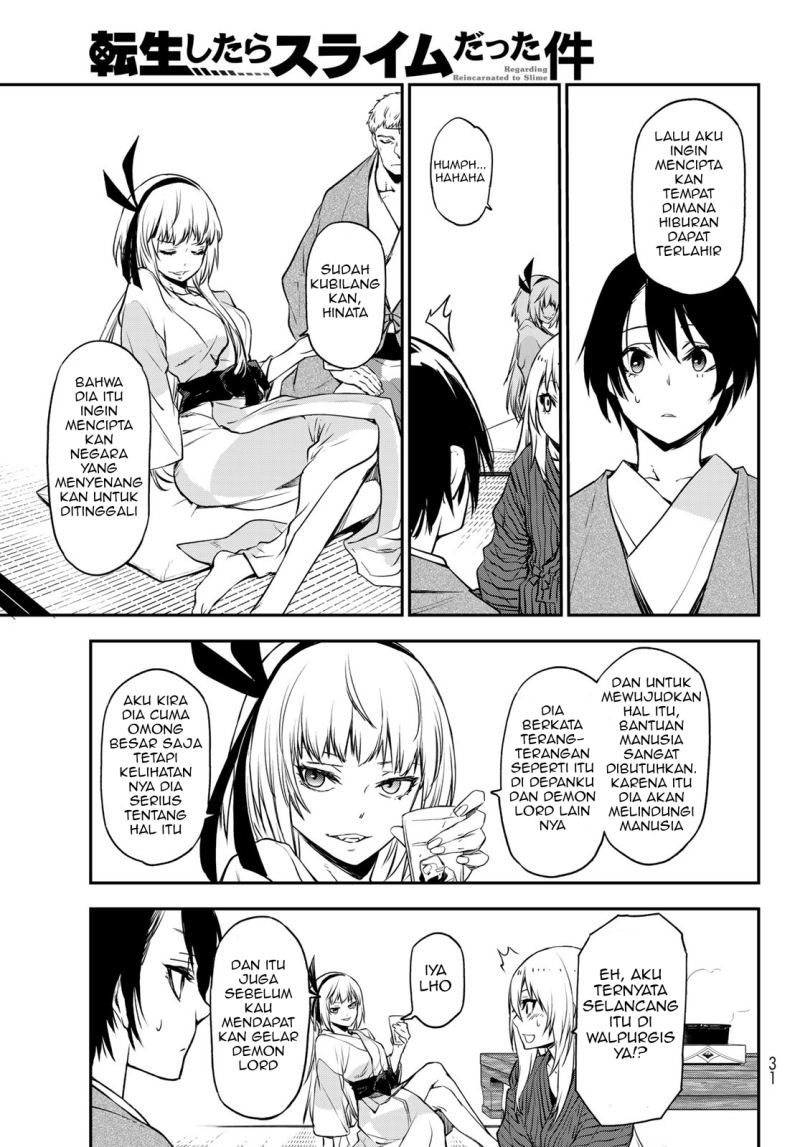 転生したらスライムだった件
Regarding
Reincarnated to Slime
LALU AKU
INGIN
MENCIPTA
KAN
TEMPAT
DIMANA
HIBURAN
DAPAT
TERLAHIR
HUMPH...
HAHAHA
SUDAH
KUBILANG
KAN,
HINATA
BAHWA
DIA ITU
INGIN
MENCIPTA
KAN
NEGARA
YANG
MENYENANG
KAN UNTUK
DITINGGALI
DAN UNTUK
MEWUJUDKAN
HAL ITU,
BANTUAN
MANUSIA
SANGAT
DIBUTUHKAN.
KARENA ITU
DIA AKAN
MELINDUNGI
MANUSIA
DIA
BERKATA
TERANG-
TERANGAN
SEPERTI ITU
DI DEPANKU
DAN DEMON
LORD LAIN
NYA
AKU KIRA
DIA CUMA
OMONG
BESAR SAJA
TETAPI
KELIHATAN
NYA DIA
SERIUS
TENTANG
HAL ITU
EH, AKU
TERNYATA
SELANCANG
ITU DI
WALPURGIS
YA!?
IYA
LHO
DAN ITU
JUGA
SEBELUM
KAU
MENDAPAT
KAN GELAR
DEMON
LORD
31